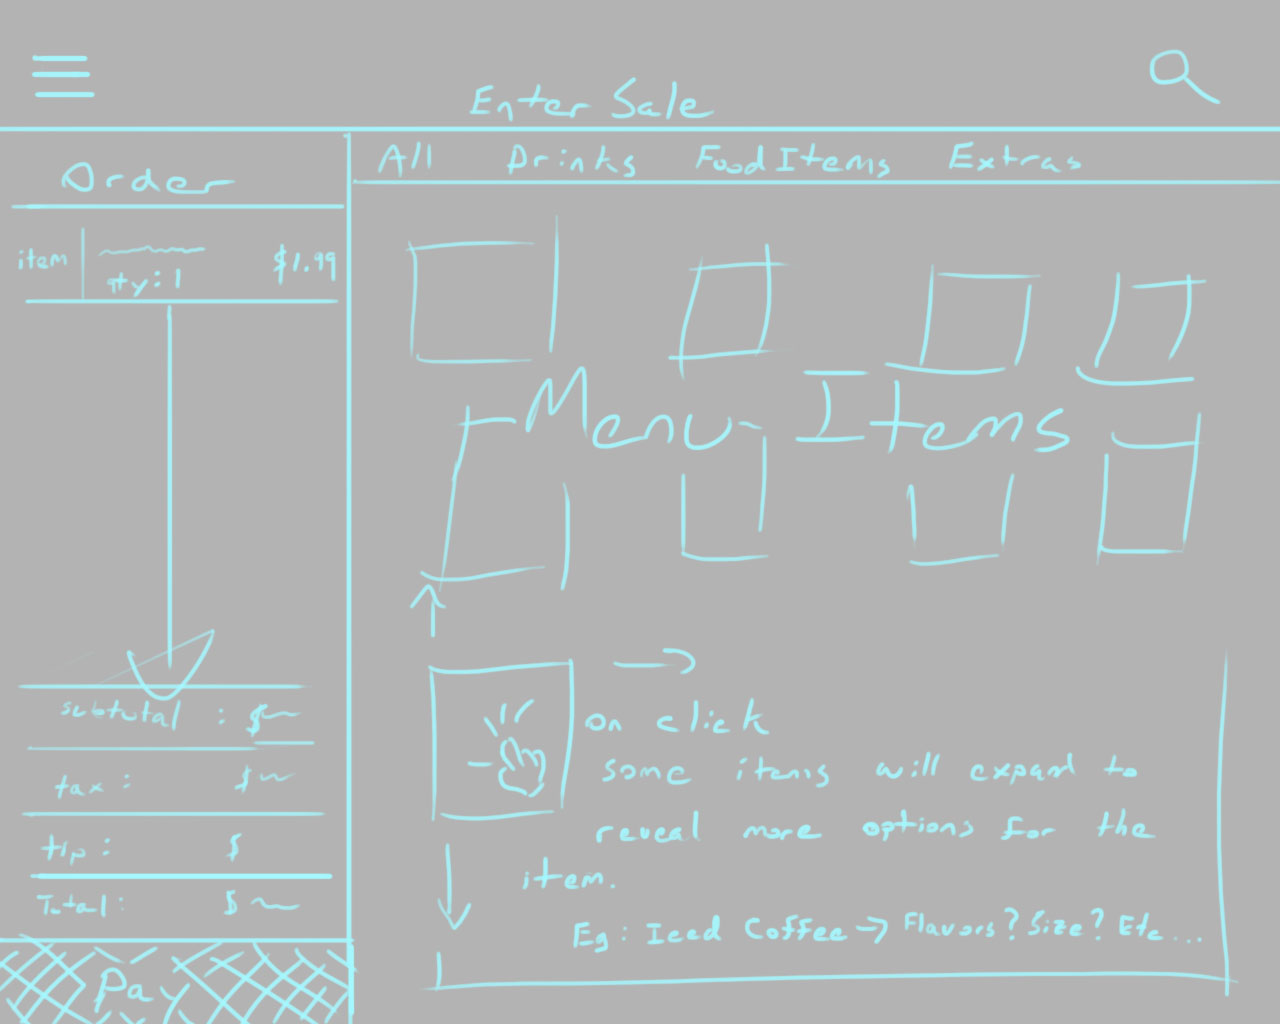 Enter Sale
Order
All Drinks Food Items Extras
item qty: 1 $1.99
Menu Items
subtotal : $
tax : $
tip : $
Total : $
Pay
on click
some items will expand to
reveal more options for the
item.
Eg : Iced Coffee → Flavors? Size? Etc...